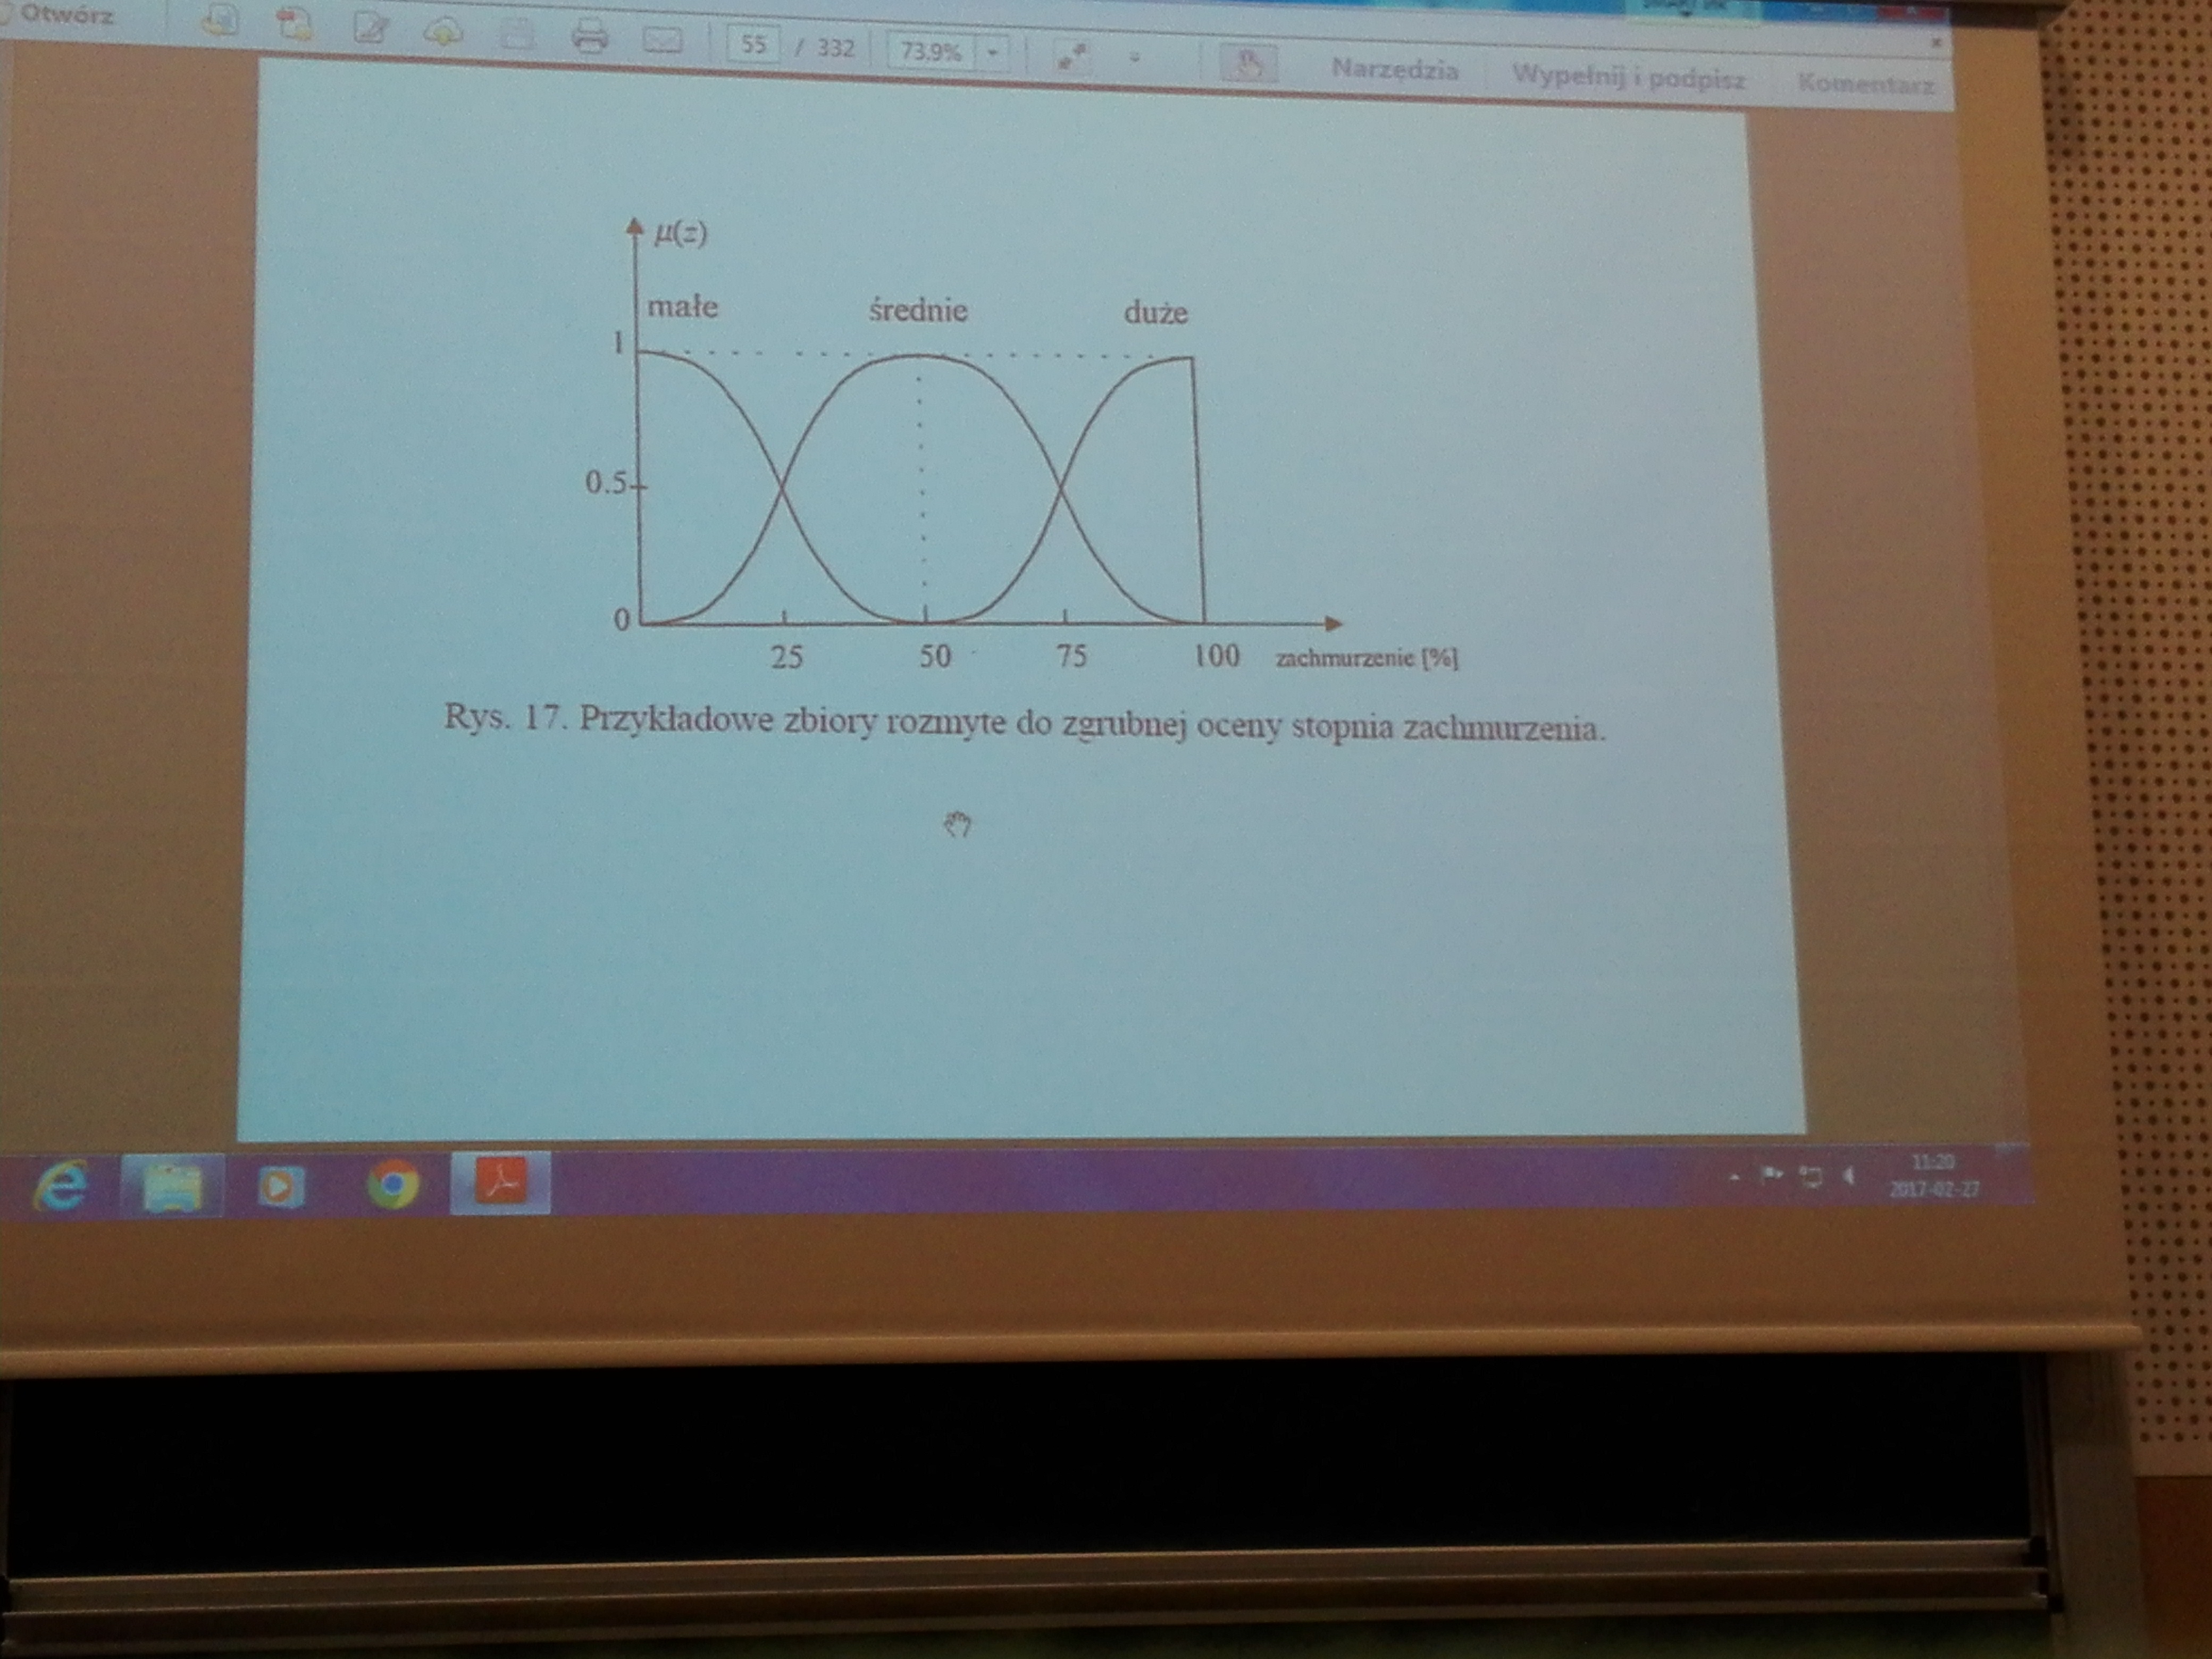 Otwórz
55 / 332 73,9% Narzędzia Wypełnij i podpisz Komentarz
μ(z)
małe średnie duże
1
0.5
0
25 50 75 100 zachmurzenie [%]
Rys. 17. Przykładowe zbiory rozmyte do zgrubnej oceny stopnia zachmurzenia.
11:20
2017-02-27